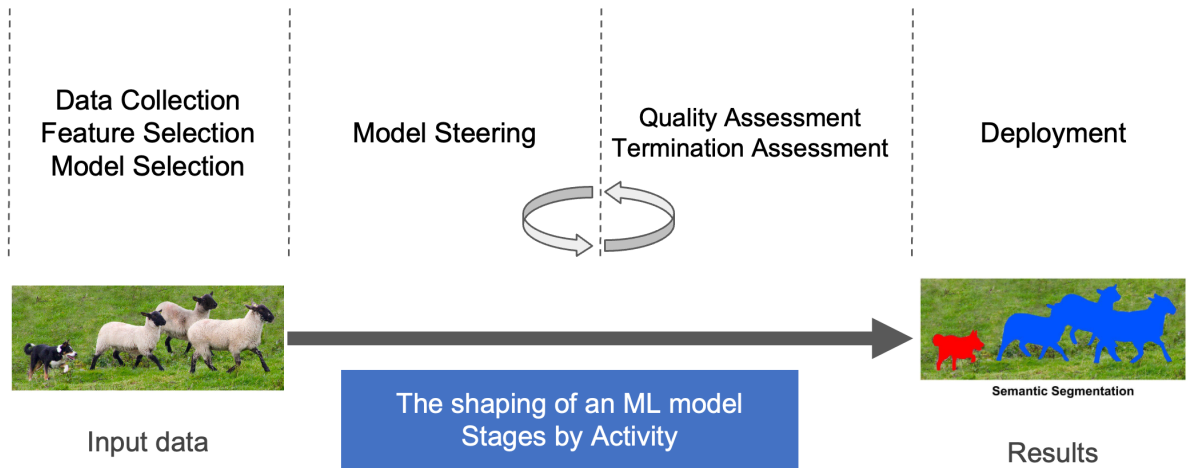 Data Collection
Feature Selection
Model Selection
Model Steering
Quality Assessment
Termination Assessment
Deployment
Semantic Segmentation
The shaping of an ML model
Stages by Activity
Input data
Results